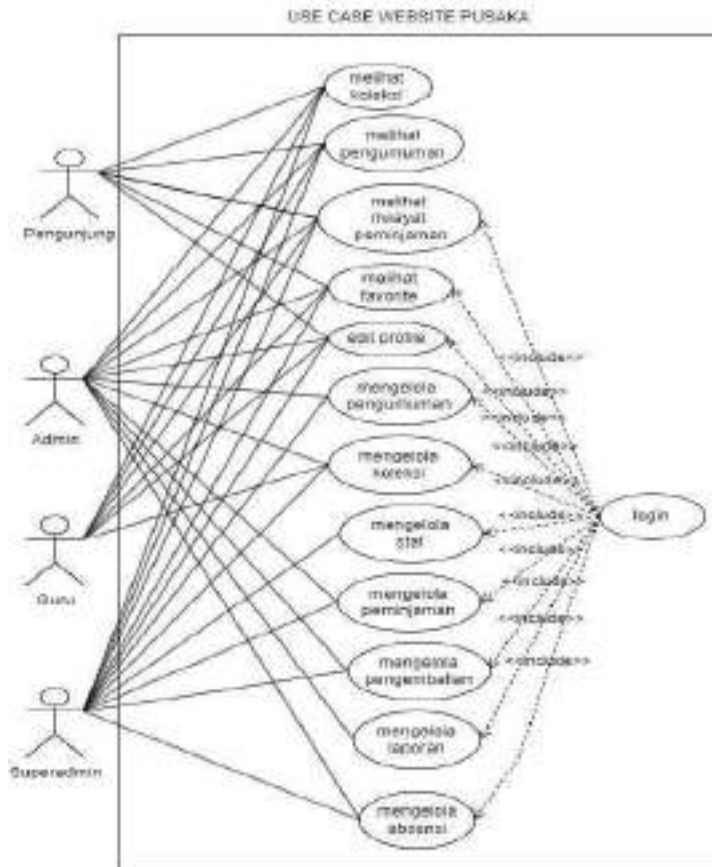 USE CASE WEBSITE PUSAKA
melihat
koleksi
melihat
pengumuman
melihat
riwayat
peminjaman
melihat
favorite
edit profile
mengelola
pengumuman
mengelola
koleksi
mengelola
staf
mengelola
peminjaman
mengelola
pengembalian
mengelola
laporan
mengelola
absensi
Pengunjung
Admin
Guru
Superadmin
<<include>>
<<include>>
<<include>>
<<include>>
<<include>>
<<include>>
<<include>>
<<include>>
<<include>>
<<include>>
login